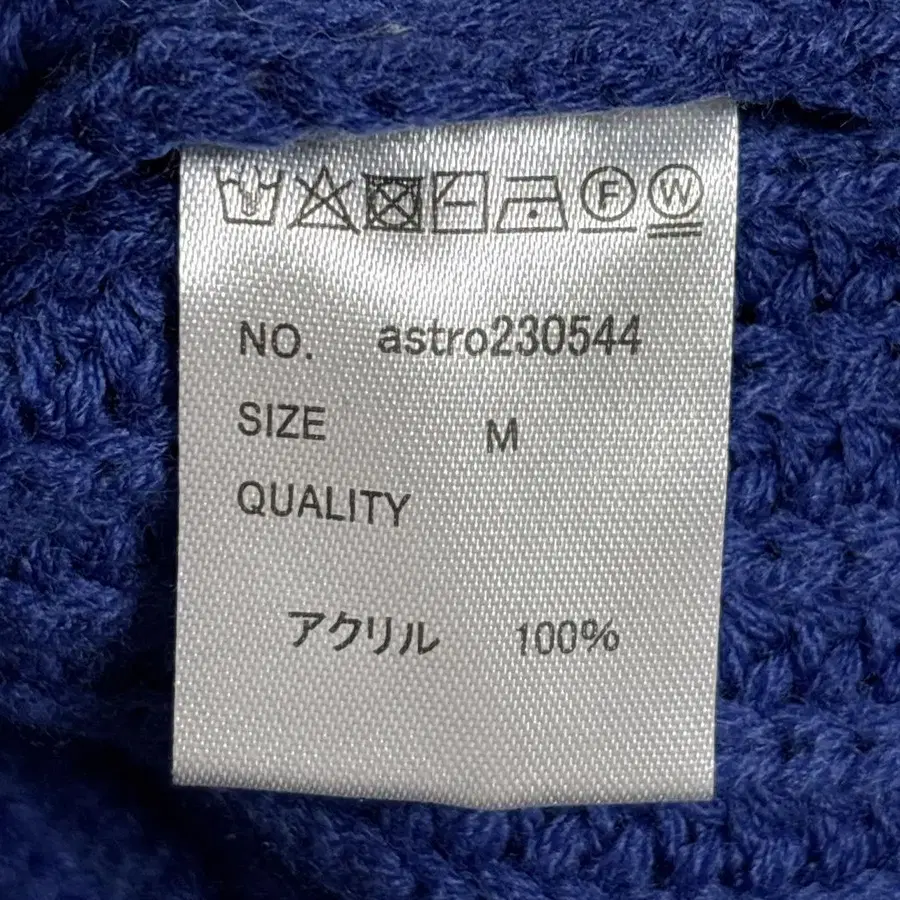 F W
NO. astro230544
SIZE M
QUALITY
アクリル 100%